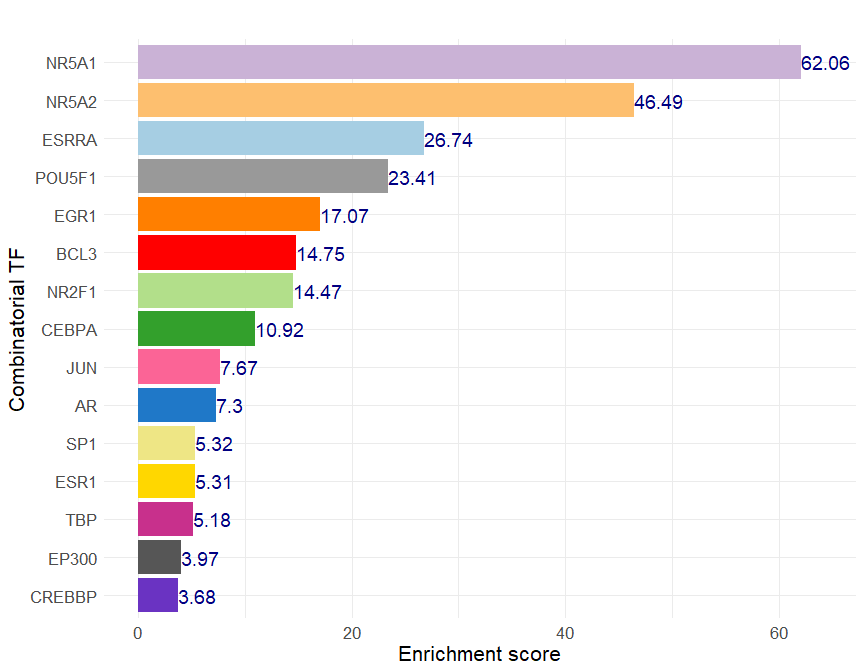 Combinatorial TF
NR5A1 62.06
NR5A2 46.49
ESRRA 26.74
POU5F1 23.41
EGR1 17.07
BCL3 14.75
NR2F1 14.47
CEBPA 10.92
JUN 7.67
AR 7.3
SP1 5.32
ESR1 5.31
TBP 5.18
EP300 3.97
CREBBP 3.68
0 20 40 60
Enrichment score